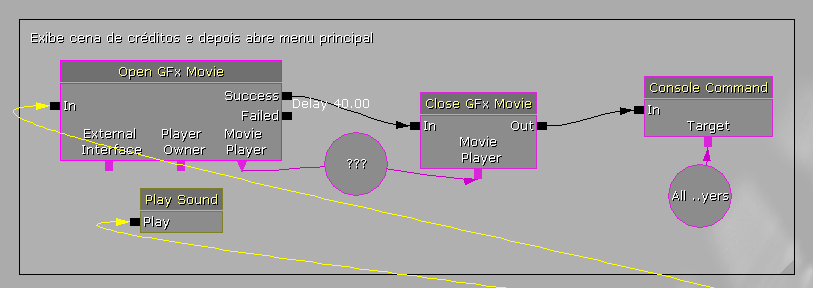 Exibe cena de créditos e depois abre menu principal
Open GFx Movie
Success
Delay 40.00
In
Failed
External
Interface
Player
Owner
Movie
Player
???
Close GFx Movie
In
Out
Movie
Player
Console Command
In
Target
All ..yers
Play Sound
Play